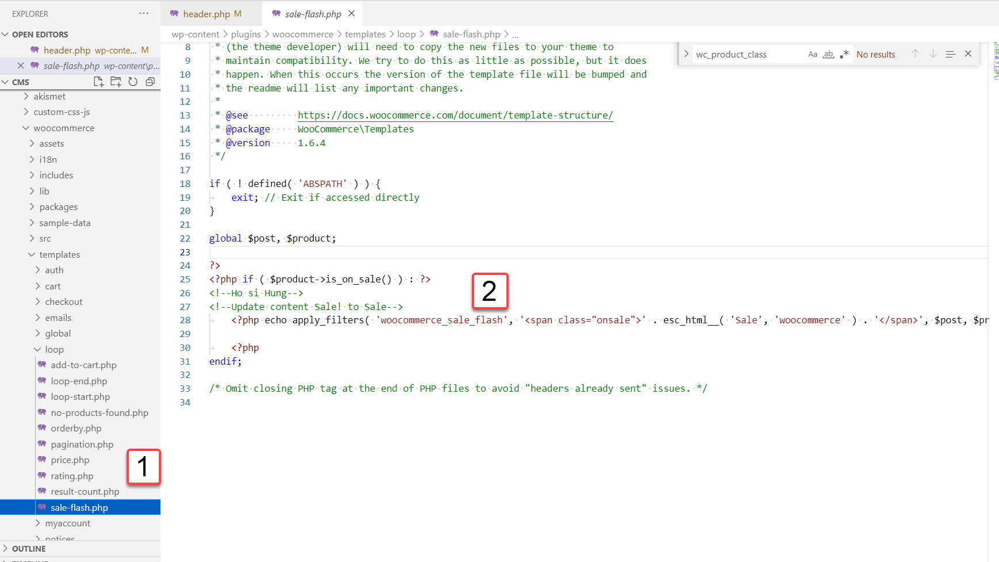 EXPLORER
OPEN EDITORS
header.php wp-conte... M
sale-flash.php wp-content\p...
CMS
akismet
custom-css-js
woocommerce
assets
i18n
includes
lib
packages
sample-data
src
templates
auth
cart
checkout
emails
global
loop
add-to-cart.php
loop-end.php
loop-start.php
no-products-found.php
orderby.php
pagination.php
price.php
rating.php
result-count.php
sale-flash.php
myaccount
notices
OUTLINE
1
header.php M
sale-flash.php
wp-content > plugins > woocommerce > templates > loop > sale-flash.php > ...
wc_product_class Aa ab .* No results
8 * (the theme developer) will need to copy the new files to your theme to
9 * maintain compatibility. We try to do this as little as possible, but it does
10 * happen. When this occurs the version of the template file will be bumped and
11 * the readme will list any important changes.
12 *
13 * @see https://docs.woocommerce.com/document/template-structure/
14 * @package WooCommerce\Templates
15 * @version 1.6.4
16 */
17
18 if ( ! defined( 'ABSPATH' ) ) {
19 exit; // Exit if accessed directly
20 }
21
22 global $post, $product;
23
24 ?>
25 <?php if ( $product->is_on_sale() ) : ?>
26 <!--Ho si Hung-->
27 <!--Update content Sale! to Sale-->
28 <?php echo apply_filters( 'woocommerce_sale_flash', '<span class="onsale">' . esc_html__( 'Sale', 'woocommerce' ) . '</span>', $post, $pr
29
30 <?php
31 endif;
32
33 /* Omit closing PHP tag at the end of PHP files to avoid "headers already sent" issues. */
34
2